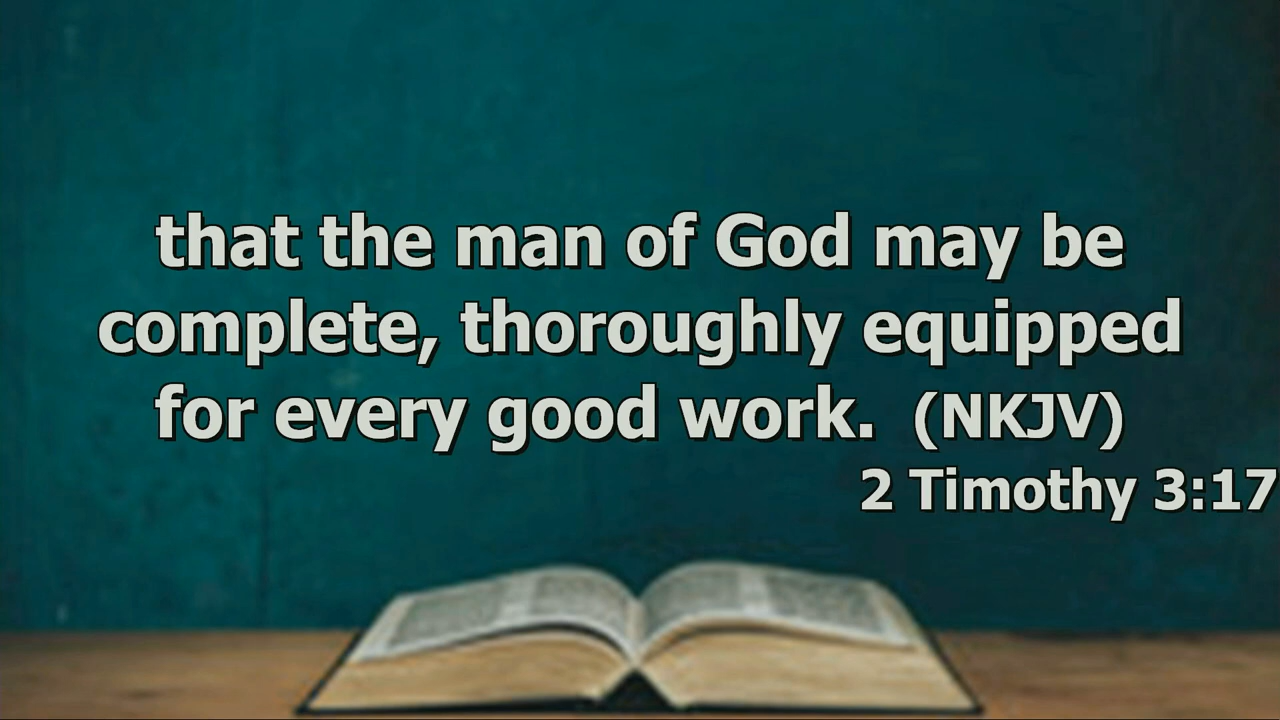 that the man of God may be
complete, thoroughly equipped
for every good work.  (NKJV)
2 Timothy 3:17